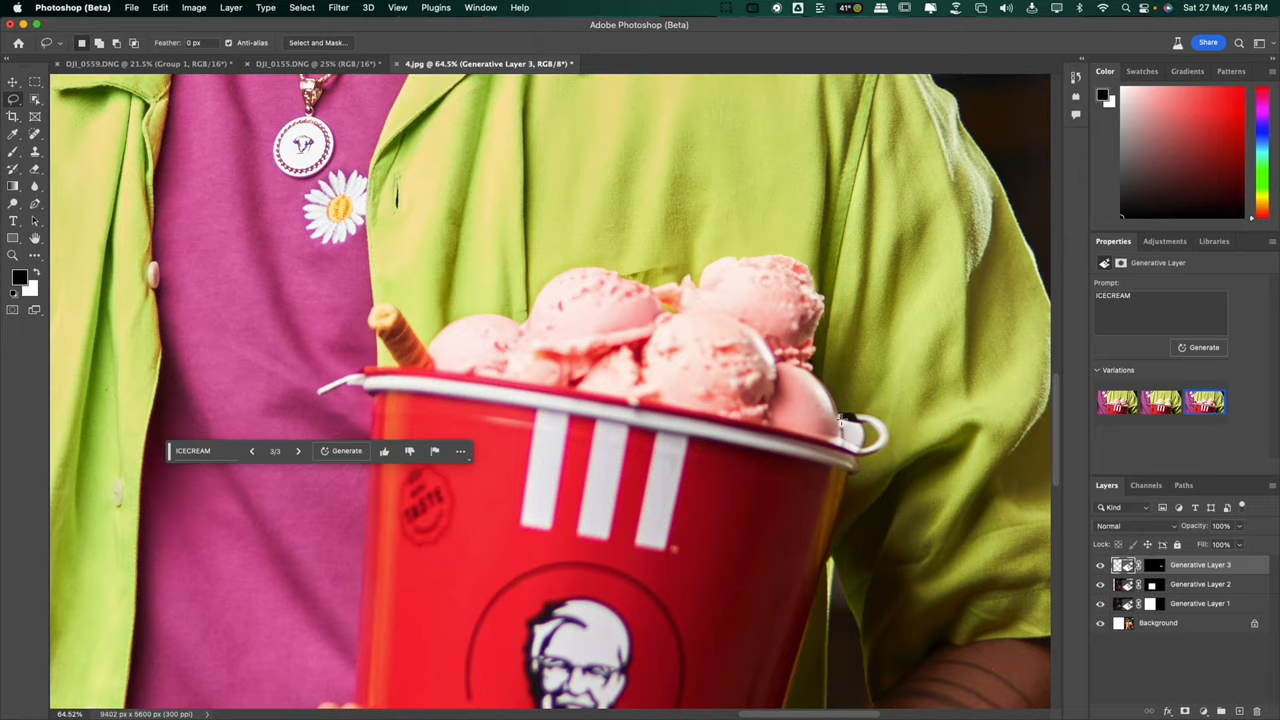 Photoshop (Beta) File Edit Image Layer Type Select Filter 3D View Plugins Window Help 41° Sat 27 May 1:45 PM
Adobe Photoshop (Beta)
Feather: 0 px Anti-alias Select and Mask... Share
DJI_0559.DNG @ 21.5% (Group 1, RGB/16*) * DJI_0155.DNG @ 25% (RGB/16*) * 4.jpg @ 64.5% (Generative Layer 3, RGB/8*) *
Color Swatches Gradients Patterns
Properties Adjustments Libraries
Generative Layer
Prompt:
ICECREAM
Generate
Variations
ICECREAM 3/3 Generate
TASTE
Layers Channels Paths
Kind
Normal Opacity: 100%
Lock: Fill: 100%
Generative Layer 3
Generative Layer 2
Generative Layer 1
Background
64.52% 9402 px x 5600 px (300 ppi)